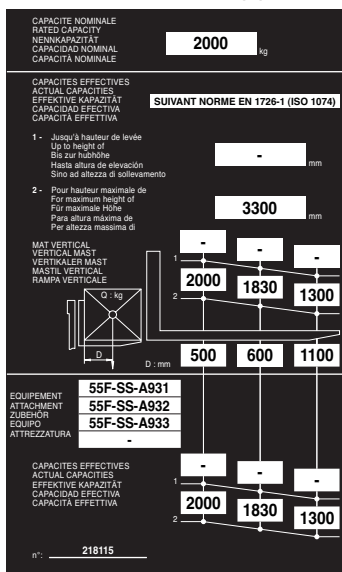 CAPACITE NOMINALE
RATED CAPACITY
NENNKAPAZITÄT
CAPACIDAD NOMINAL
CAPACITÀ NOMINALE
2000 kg
CAPACITES EFFECTIVES
ACTUAL CAPACITIES
EFFEKTIVE KAPAZITÄT
CAPACIDAD EFECTIVA
CAPACITÀ EFFETTIVA
SUIVANT NORME EN 1726-1 (ISO 1074)
1 - Jusqu'à hauteur de levée
Up to height of
Bis zur hubhöhe
Hasta altura de elevación
Sino ad altezza di sollevamento
- mm
2 - Pour hauteur maximale de
For maximum height of
Für maximale Höhe
Para altura máxima de
Per altezza massima di
3300 mm
MAT VERTICAL
VERTICAL MAST
VERTIKALER MAST
MASTIL VERTICAL
RAMPA VERTICALE
1 - - -
2 2000 1830 1300
Q : kg
D
D : mm 500 600 1100
EQUIPEMENT
ATTACHMENT
ZUBEHÖR
EQUIPO
ATTREZZATURA
55F-SS-A931
55F-SS-A932
55F-SS-A933
-
CAPACITES EFFECTIVES
ACTUAL CAPACITIES
EFFEKTIVE KAPAZITÄT
CAPACIDAD EFECTIVA
CAPACITÀ EFFETTIVA
1 - - -
2 2000 1830 1300
n°: 218115